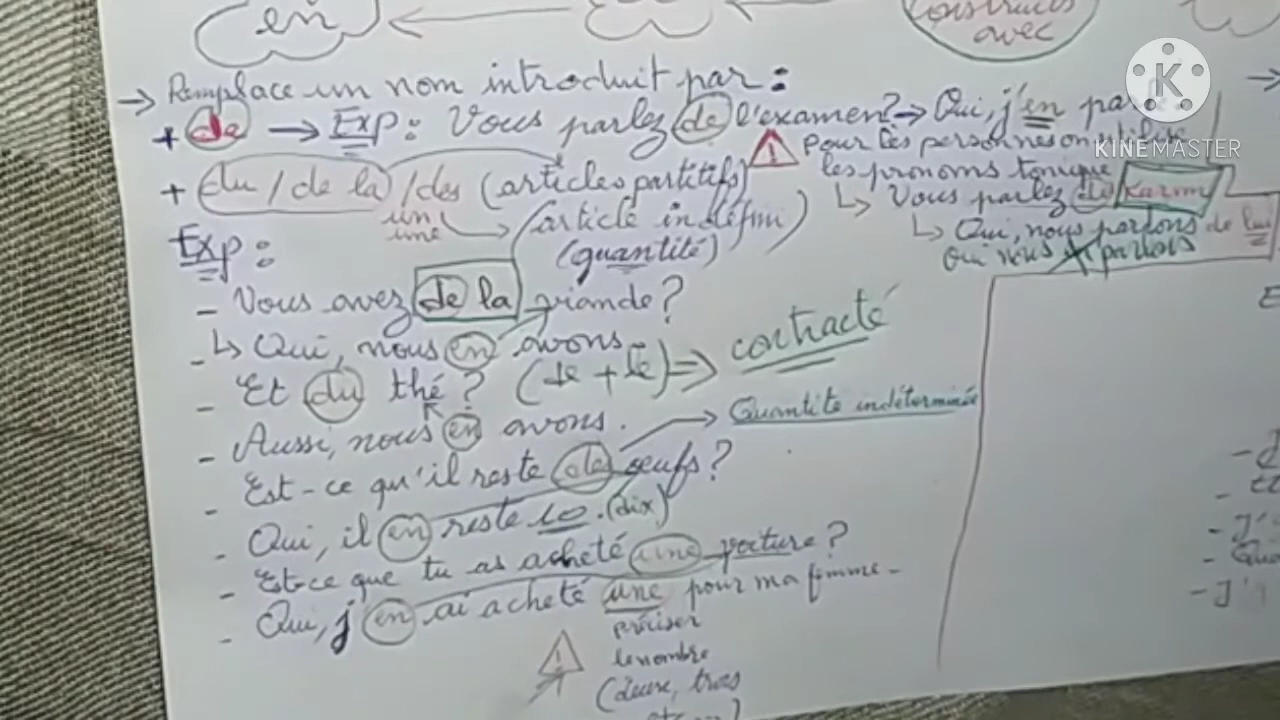 en
construits
avec
→ Remplace un nom introduit par :
+ de → Exp : Vous parlez de l'examen ? → Oui, j'en
⚠ pour les personnes on utilise
les pronoms tonique
+ du / de la / des (articles partitifs)
une
une
(article indéfini)
(quantité)
↳ Vous parlez de Karim
↳ Oui, nous parlons de lui
Oui nous parlons
Exp :
- Vous avez de la viande ?
- ↳ Oui, nous en avons.
- Et du thé ? (de + le) ⇒ contracté
- Aussi, nous en avons.
- Est-ce qu'il reste des oeufs ? → Quantité indéterminée
- Oui, il en reste 10. (dix)
- Est-ce que tu as acheté une voiture ?
- Oui, j'en ai acheté une pour ma femme.
préciser
le nombre
(deux, trois
K
KINEMASTER